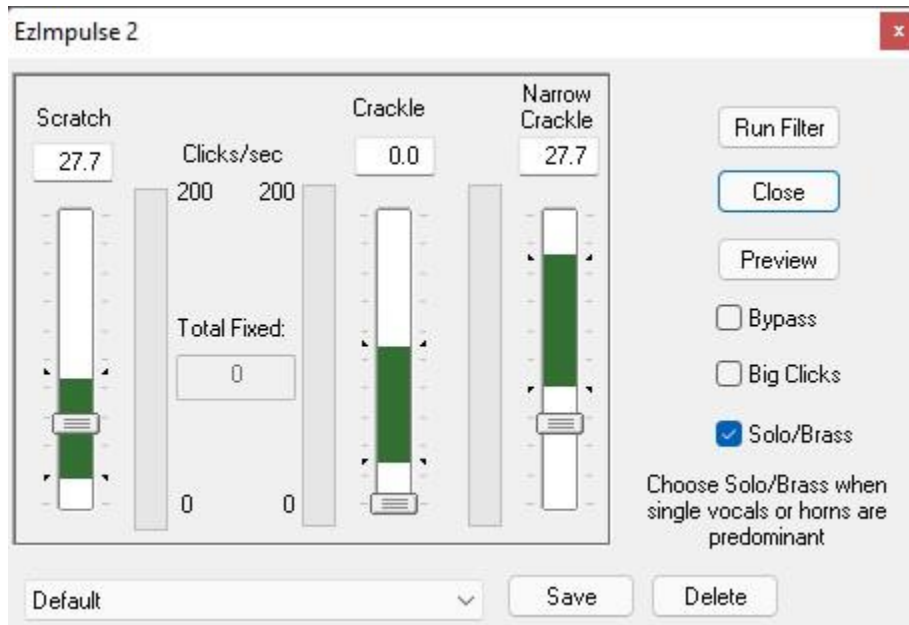 EzImpulse 2
x
Scratch
27.7
Clicks/sec
200 200
Total Fixed:
0
0 0
Crackle
0.0
Narrow
Crackle
27.7
Run Filter
Close
Preview
Bypass
Big Clicks
Solo/Brass
Choose Solo/Brass when
single vocals or horns are
predominant
Default
Save
Delete